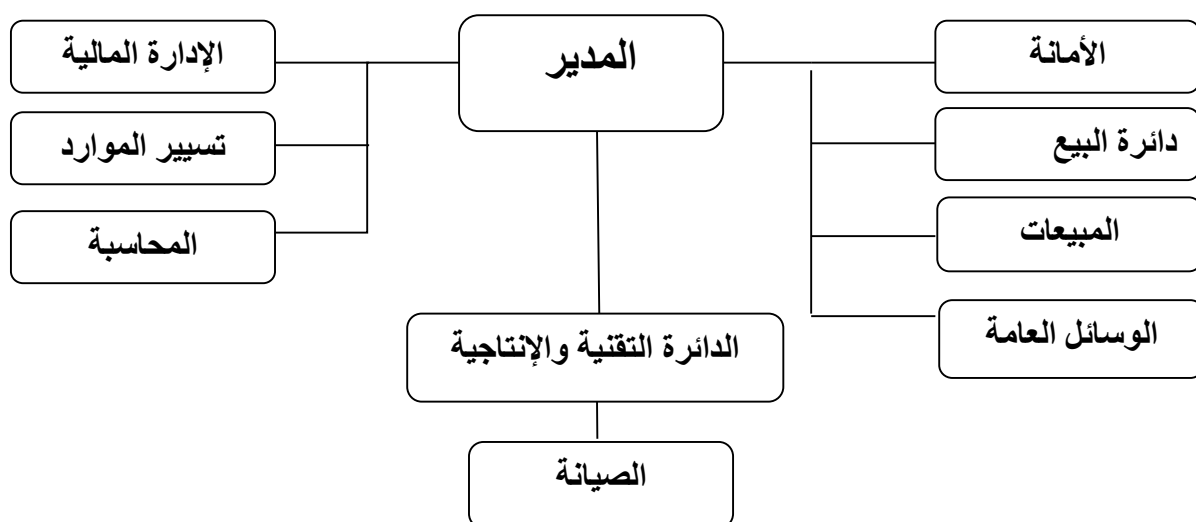 المدير
الأمانة
دائرة البيع
المبيعات
الوسائل العامة
الإدارة المالية
تسيير الموارد
المحاسبة
الدائرة التقنية والإنتاجية
الصيانة